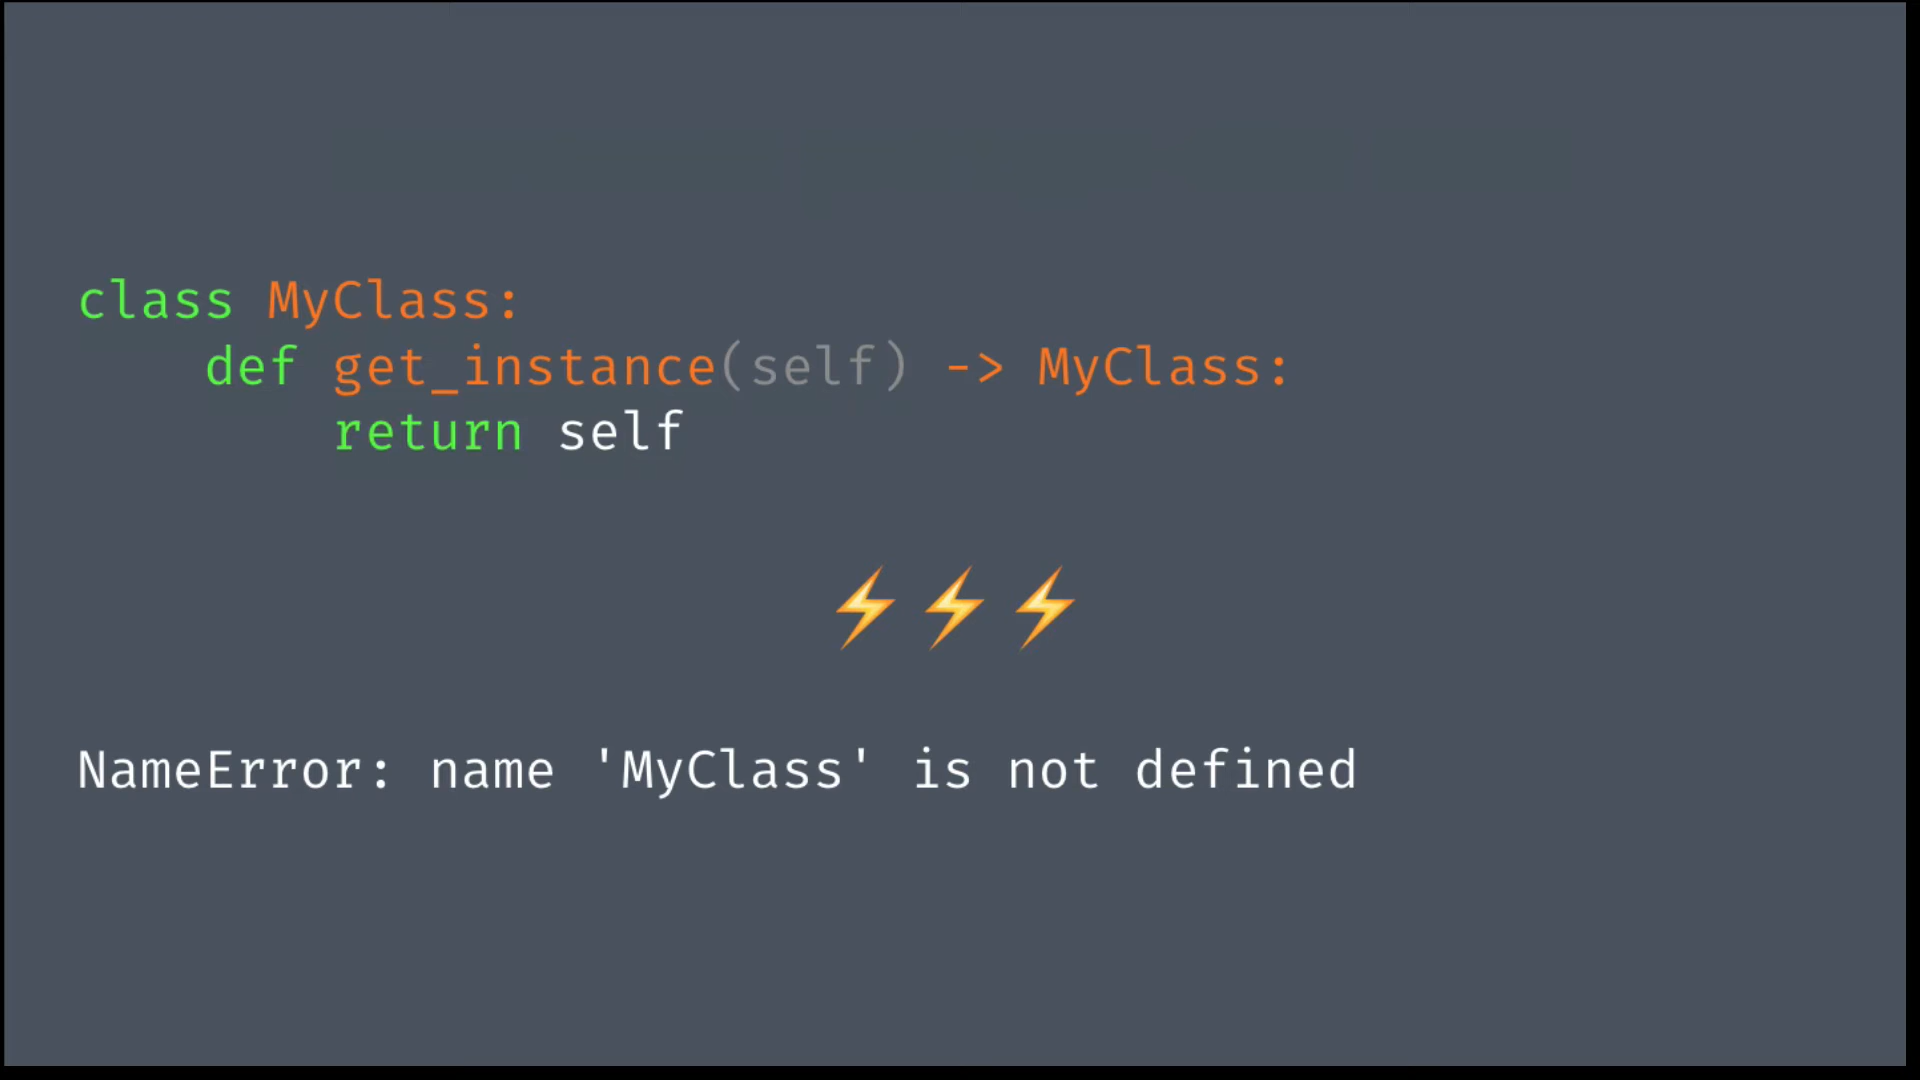 class MyClass:
    def get_instance(self) -> MyClass:
        return self
⚡⚡⚡
NameError: name 'MyClass' is not defined